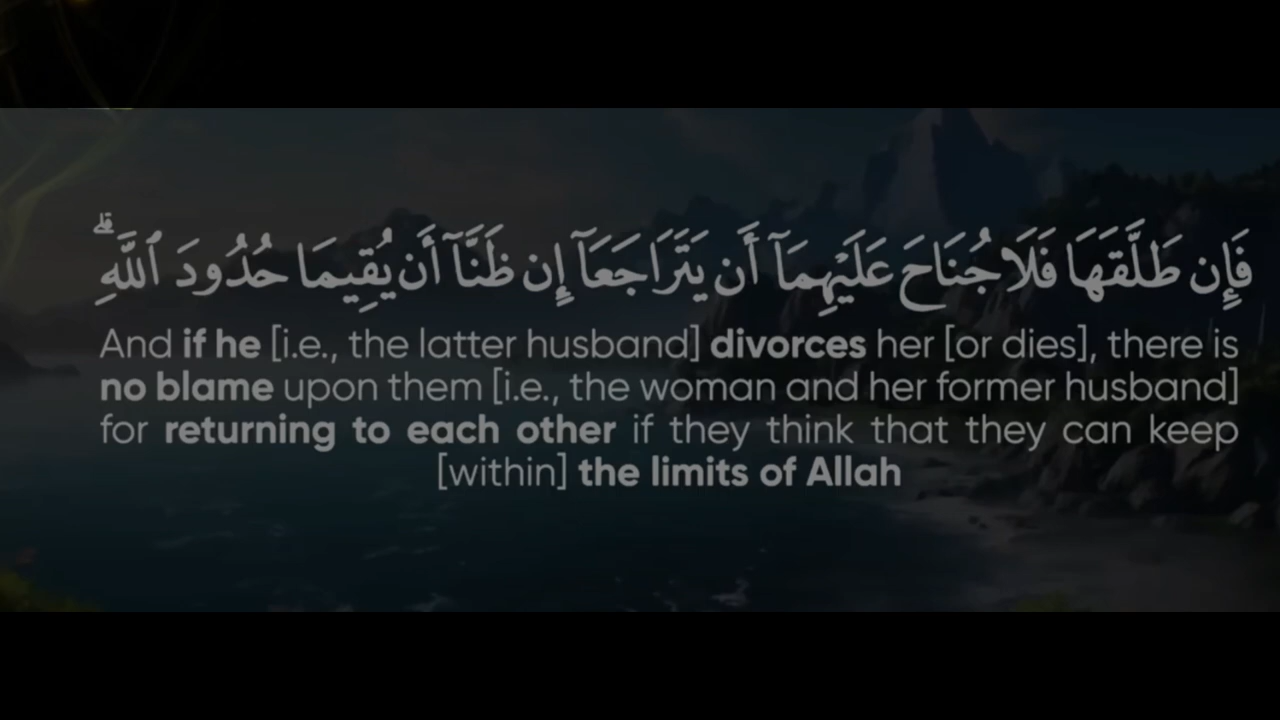 فَإِن طَلَّقَهَا فَلَا جُنَاحَ عَلَيْهِمَآ أَن يَتَرَاجَعَآ إِن ظَنَّآ أَن يُقِيمَا حُدُودَ ٱللَّهِ ۗ
And if he [i.e., the latter husband] divorces her [or dies], there is
no blame upon them [i.e., the woman and her former husband]
for returning to each other if they think that they can keep
[within] the limits of Allah